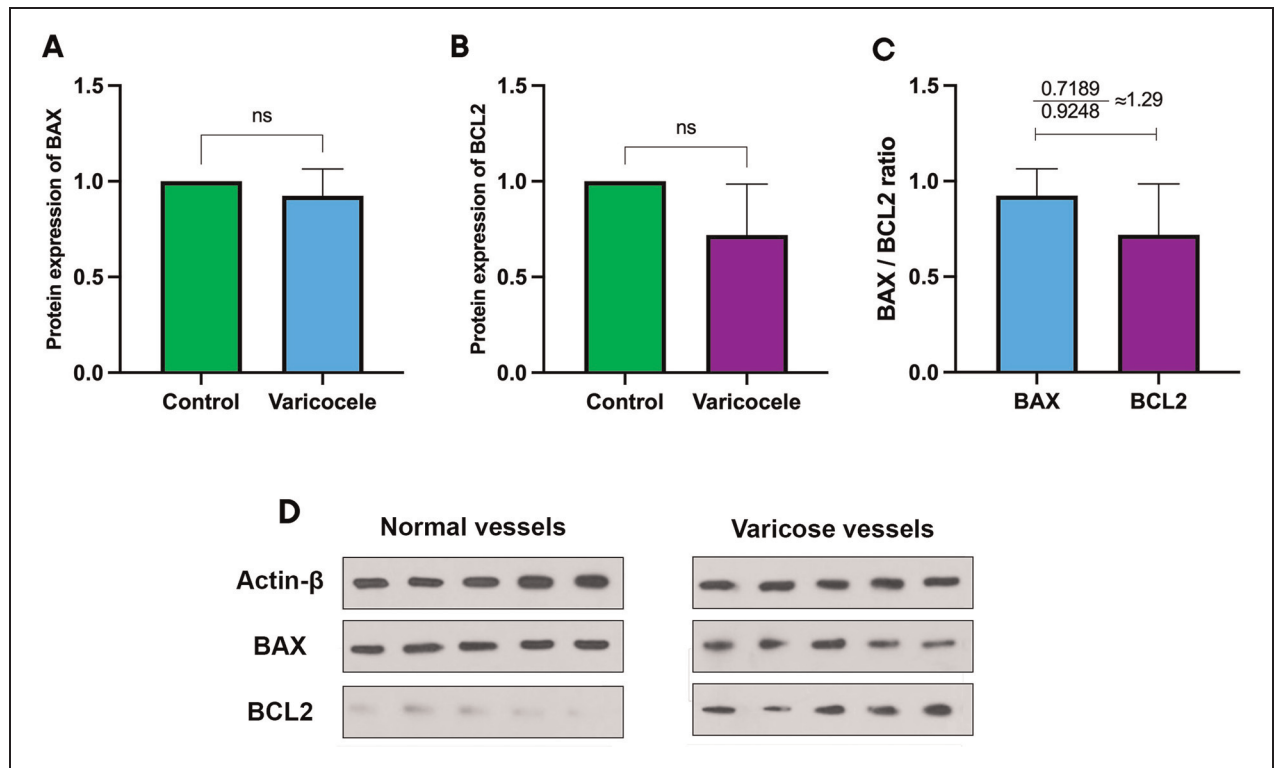 A
Protein expression of BAX
1.5
1.0
0.5
0.0
ns
Control
Varicocele
B
Protein expression of BCL2
1.5
1.0
0.5
0.0
ns
Control
Varicocele
C
BAX / BCL2 ratio
1.5
1.0
0.5
0.0
0.7189
0.9248
≈1.29
BAX
BCL2
D
Normal vessels
Varicose vessels
Actin-β
BAX
BCL2